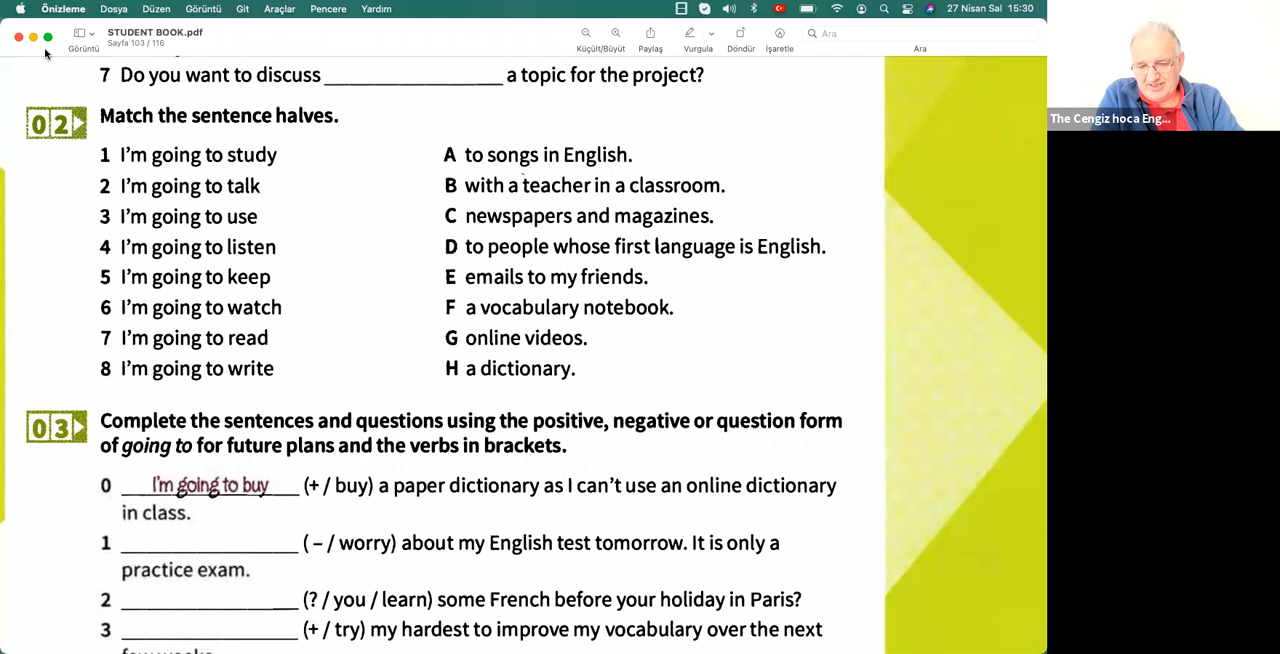 Önizleme Dosya Düzen Görüntü Git Araçlar Pencere Yardım 27 Nisan Sal 15:30
STUDENT BOOK.pdf
Sayfa 103 / 116
Ara
Görüntü Küçült/Büyüt Paylaş Vurgula Döndür İşaretle Ara
7 Do you want to discuss __________________ a topic for the project?
02 Match the sentence halves.
1 I'm going to study A to songs in English.
2 I'm going to talk B with a teacher in a classroom.
3 I'm going to use C newspapers and magazines.
4 I'm going to listen D to people whose first language is English.
5 I'm going to keep E emails to my friends.
6 I'm going to watch F a vocabulary notebook.
7 I'm going to read G online videos.
8 I'm going to write H a dictionary.
03 Complete the sentences and questions using the positive, negative or question form
of going to for future plans and the verbs in brackets.
0 I'm going to buy (+ / buy) a paper dictionary as I can't use an online dictionary
in class.
1 __________________ ( – / worry) about my English test tomorrow. It is only a
practice exam.
2 __________________ (? / you / learn) some French before your holiday in Paris?
3 __________________ (+ / try) my hardest to improve my vocabulary over the next
The Cengiz hoca Eng...